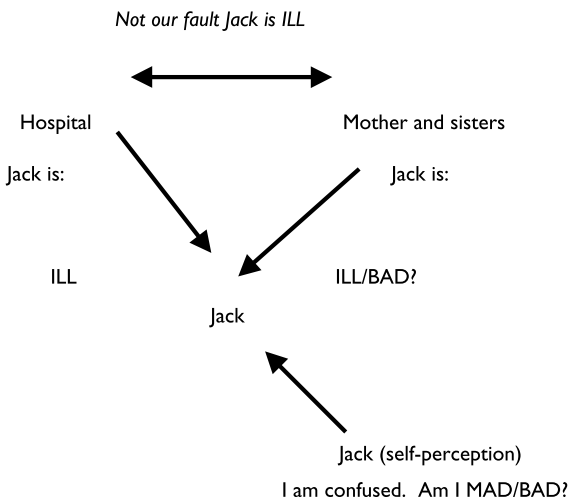 Not our fault Jack is ILL
Hospital
Mother and sisters
Jack is:
Jack is:
ILL
ILL/BAD?
Jack
Jack (self-perception)
I am confused.  Am I MAD/BAD?